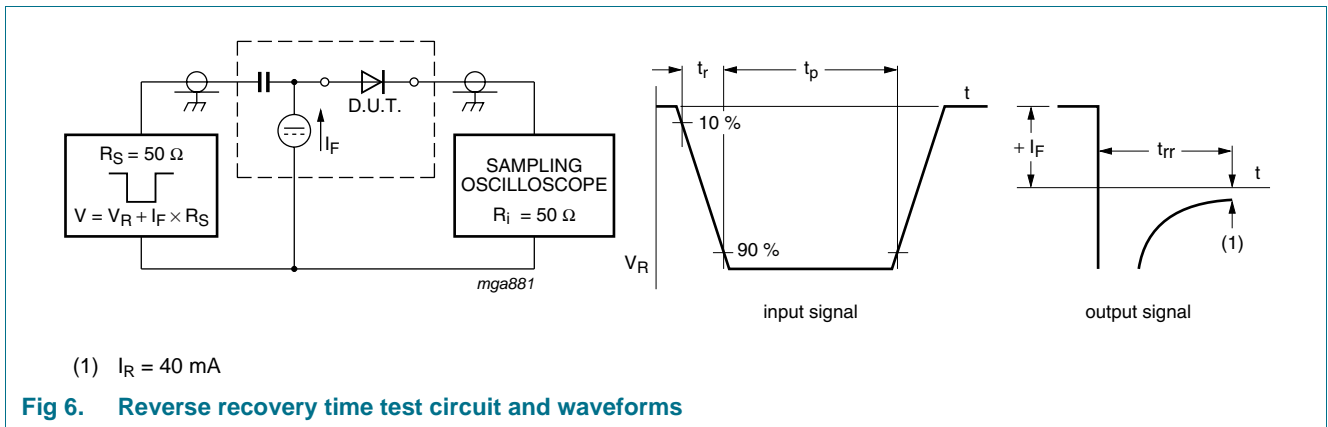 D.U.T.
I_F
R_S = 50 Ω
V = V_R + I_F × R_S
SAMPLING
OSCILLOSCOPE
R_i = 50 Ω
mga881
t_r
t_p
t
10 %
90 %
V_R
input signal
+ I_F
t_rr
t
(1)
output signal
(1) I_R = 40 mA
Fig 6. Reverse recovery time test circuit and waveforms